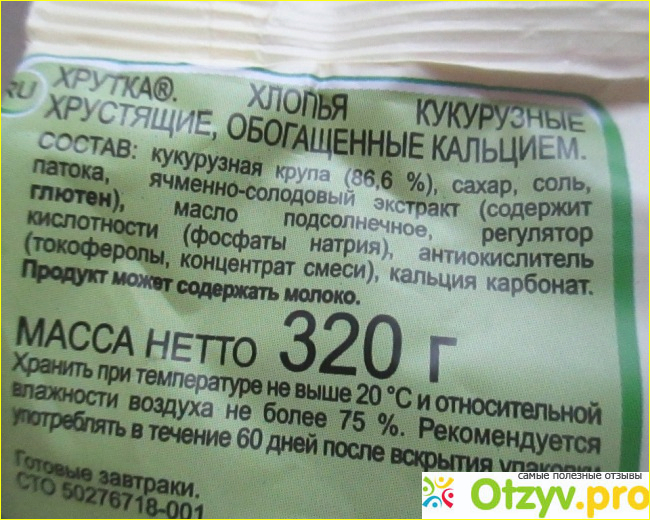 RU
ХРУТКА®. ХЛОПЬЯ КУКУРУЗНЫЕ
ХРУСТЯЩИЕ, ОБОГАЩЕННЫЕ КАЛЬЦИЕМ.
СОСТАВ: кукурузная крупа (86,6 %), сахар, соль,
патока, ячменно-солодовый экстракт (содержит
глютен), масло подсолнечное, регулятор
кислотности (фосфаты натрия), антиокислитель
(токоферолы, концентрат смеси), кальция карбонат.
Продукт может содержать молоко.
МАССА НЕТТО 320 г
Хранить при температуре не выше 20 °С и относительной
влажности воздуха не более 75 %. Рекомендуется
употреблять в течение 60 дней после вскрытия упаковки
Готовые завтраки.
СТО 50276718-001
самые полезные отзывы
Otzyv.pro